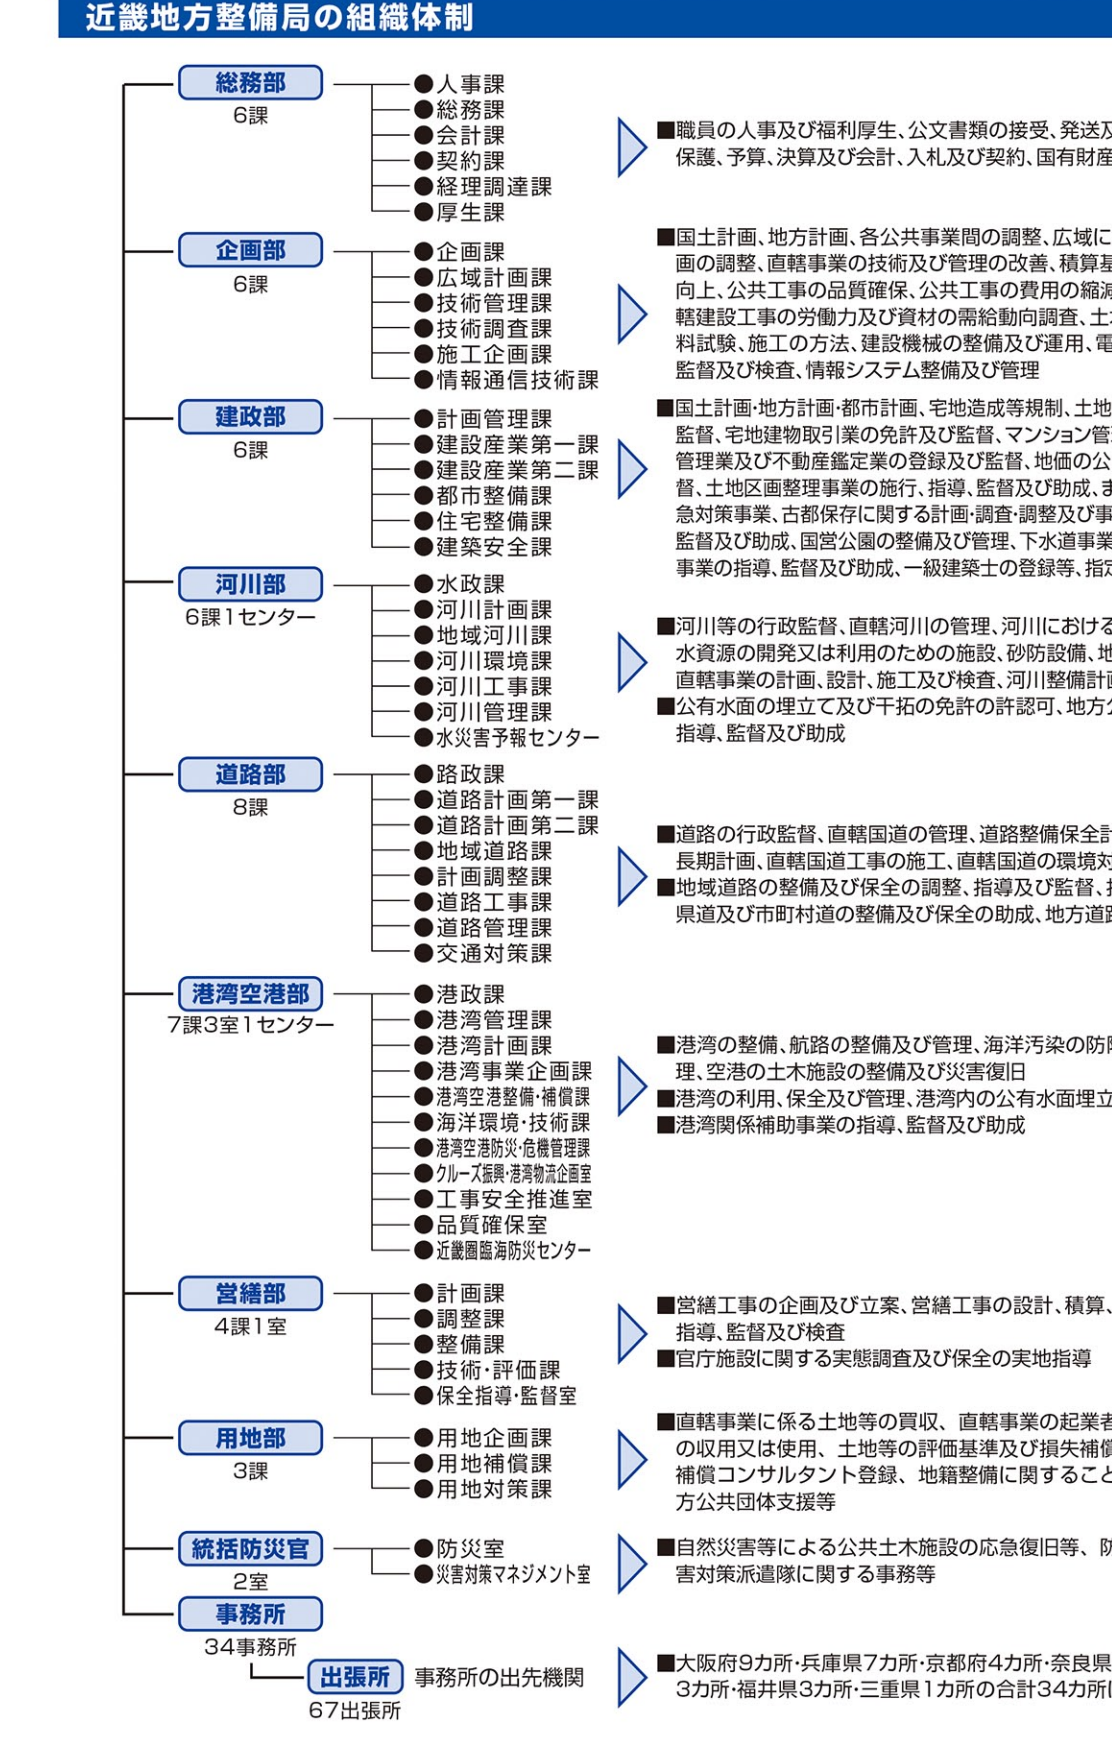 近畿地方整備局の組織体制
総務部
6課
●人事課
●総務課
●会計課
●契約課
●経理調達課
●厚生課
■職員の人事及び福利厚生、公文書類の接受、発送及
保護、予算、決算及び会計、入札及び契約、国有財産
企画部
6課
●企画課
●広域計画課
●技術管理課
●技術調査課
●施工企画課
●情報通信技術課
■国土計画、地方計画、各公共事業間の調整、広域に
画の調整、直轄事業の技術及び管理の改善、積算基
向上、公共工事の品質確保、公共工事の費用の縮減
轄建設工事の労働力及び資材の需給動向調査、土
料試験、施工の方法、建設機械の整備及び運用、電
監督及び検査、情報システム整備及び管理
建政部
6課
●計画管理課
●建設産業第一課
●建設産業第二課
●都市整備課
●住宅整備課
●建築安全課
■国土計画・地方計画・都市計画、宅地造成等規制、土地
監督、宅地建物取引業の免許及び監督、マンション管
管理業及び不動産鑑定業の登録及び監督、地価の公
督、土地区画整理事業の施行、指導、監督及び助成、ま
急対策事業、古都保存に関する計画・調査・調整及び事
監督及び助成、国営公園の整備及び管理、下水道事業
事業の指導、監督及び助成、一級建築士の登録等、指定
河川部
6課1センター
●水政課
●河川計画課
●地域河川課
●河川環境課
●河川工事課
●河川管理課
●水災害予報センター
■河川等の行政監督、直轄河川の管理、河川における
水資源の開発又は利用のための施設、砂防設備、地
直轄事業の計画、設計、施工及び検査、河川整備計画
■公有水面の埋立て及び干拓の免許の許認可、地方公
指導、監督及び助成
道路部
8課
●路政課
●道路計画第一課
●道路計画第二課
●地域道路課
●計画調整課
●道路工事課
●道路管理課
●交通対策課
■道路の行政監督、直轄国道の管理、道路整備保全計
長期計画、直轄国道工事の施工、直轄国道の環境対
■地域道路の整備及び保全の調整、指導及び監督、
県道及び市町村道の整備及び保全の助成、地方道路
港湾空港部
7課3室1センター
●港政課
●港湾管理課
●港湾計画課
●港湾事業企画課
●港湾空港整備・補償課
●海洋環境・技術課
●港湾空港防災・危機管理課
●クルーズ振興・港湾物流企画室
●工事安全推進室
●品質確保室
●近畿圏臨海防災センター
■港湾の整備、航路の整備及び管理、海洋汚染の防除
理、空港の土木施設の整備及び災害復旧
■港湾の利用、保全及び管理、港湾内の公有水面埋立
■港湾関係補助事業の指導、監督及び助成
営繕部
4課1室
●計画課
●調整課
●整備課
●技術・評価課
●保全指導・監督室
■営繕工事の企画及び立案、営繕工事の設計、積算、
指導、監督及び検査
■官庁施設に関する実態調査及び保全の実地指導
用地部
3課
●用地企画課
●用地補償課
●用地対策課
■直轄事業に係る土地等の買収、直轄事業の起業者
の収用又は使用、土地等の評価基準及び損失補償
補償コンサルタント登録、地籍整備に関すること
方公共団体支援等
統括防災官
2室
●防災室
●災害対策マネジメント室
■自然災害等による公共土木施設の応急復旧等、防
害対策派遣隊に関する事務等
事務所
34事務所
出張所
事務所の出先機関
67出張所
■大阪府9カ所・兵庫県7カ所・京都府4カ所・奈良県
3カ所・福井県3カ所・三重県1カ所の合計34カ所に